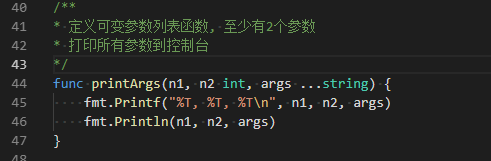 40 /**
41 * 定义可变参数列表函数, 至少有2个参数
42 * 打印所有参数到控制台
43 */
44 func printArgs(n1, n2 int, args ...string) {
45 fmt.Printf("%T, %T, %T\n", n1, n2, args)
46 fmt.Println(n1, n2, args)
47 }
48